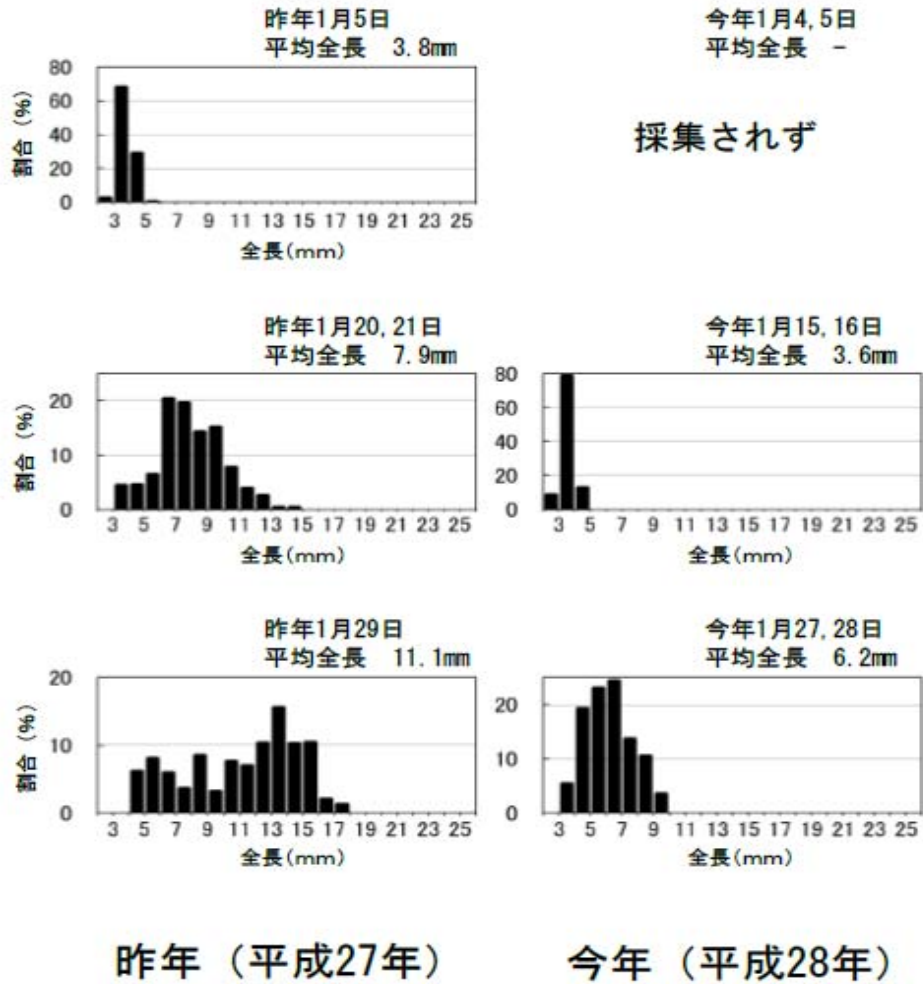 昨年1月5日
平均全長 3.8mm
今年1月4,5日
平均全長 -
80
60
40
20
0
割合 (%)
3 5 7 9 11 13 15 17 19 21 23 25
全長(mm)
採集されず
昨年1月20,21日
平均全長 7.9mm
20
10
0
割合 (%)
3 5 7 9 11 13 15 17 19 21 23 25
全長(mm)
今年1月15,16日
平均全長 3.6mm
80
60
40
20
0
3 5 7 9 11 13 15 17 19 21 23 25
全長(mm)
昨年1月29日
平均全長 11.1mm
20
10
0
割合 (%)
3 5 7 9 11 13 15 17 19 21 23 25
全長(mm)
今年1月27,28日
平均全長 6.2mm
20
10
0
3 5 7 9 11 13 15 17 19 21 23 25
全長(mm)
昨年（平成27年）
今年（平成28年）